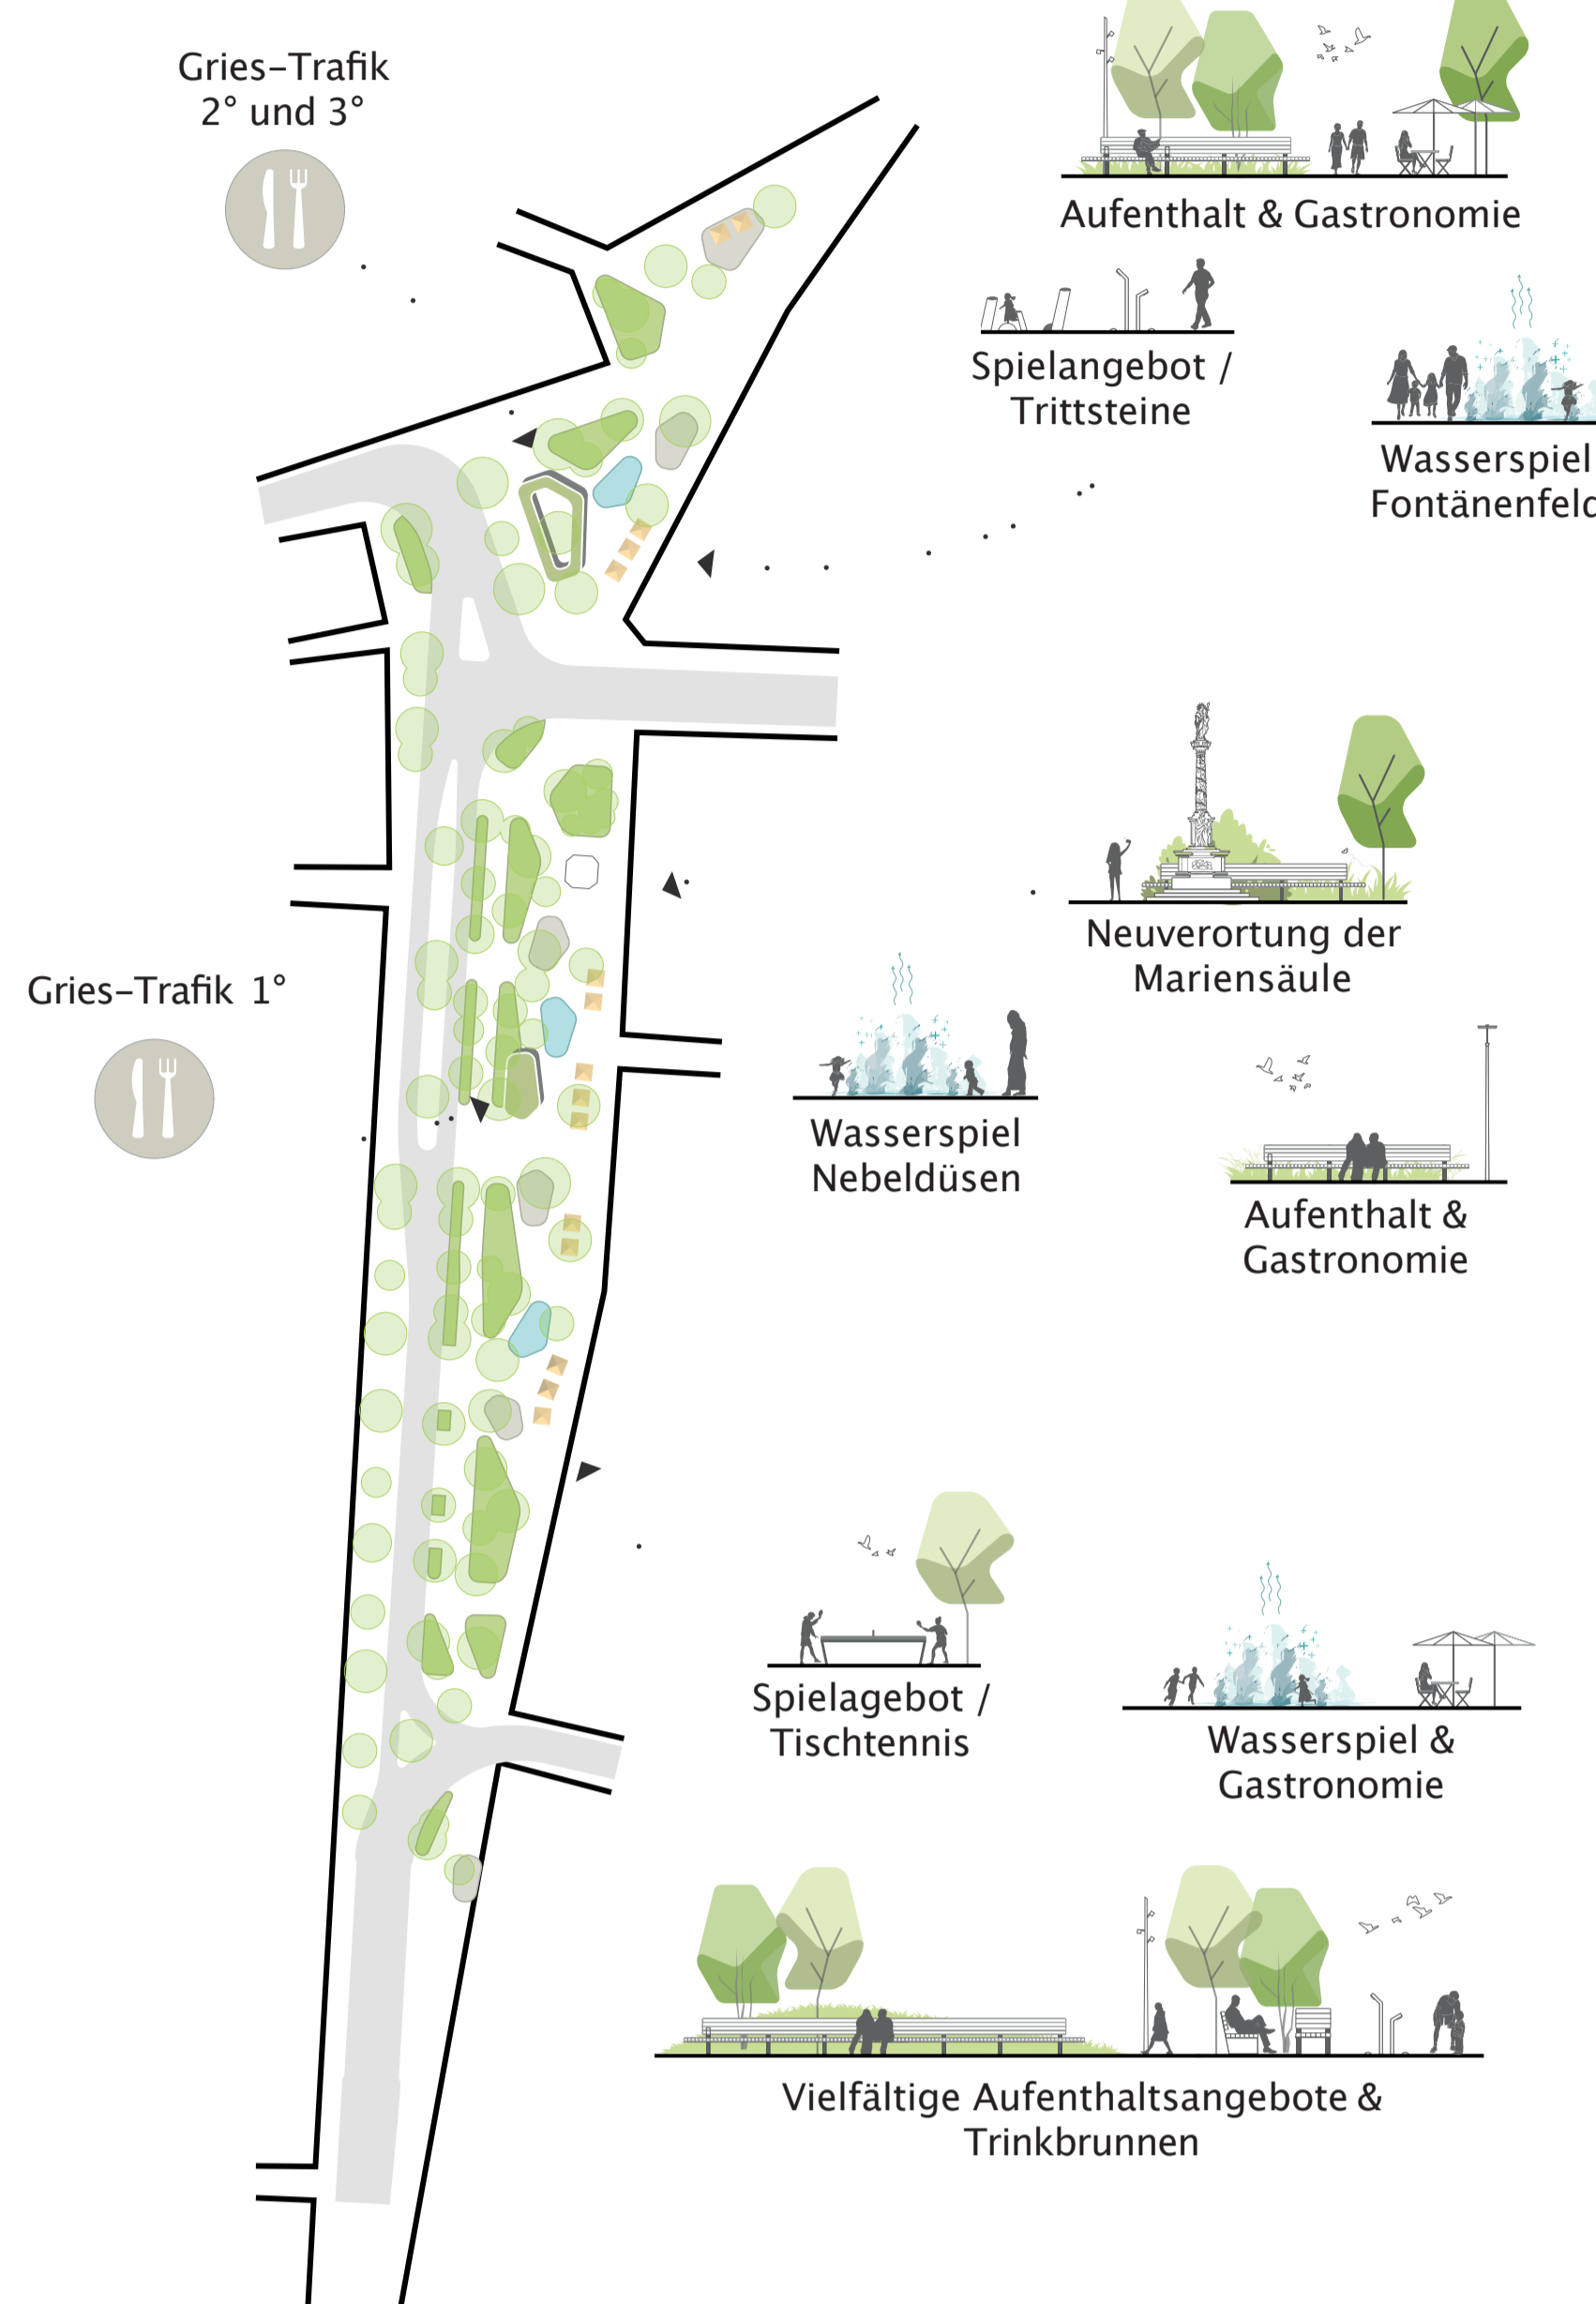 Gries-Trafik
2° und 3°
Aufenthalt & Gastronomie
Spielangebot /
Trittsteine
Wasserspiel
Fontänenfeld
Neuverortung der
Mariensäule
Gries-Trafik 1°
Wasserspiel
Nebeldüsen
Aufenthalt &
Gastronomie
Spielagebot /
Tischtennis
Wasserspiel &
Gastronomie
Vielfältige Aufenthaltsangebote &
Trinkbrunnen